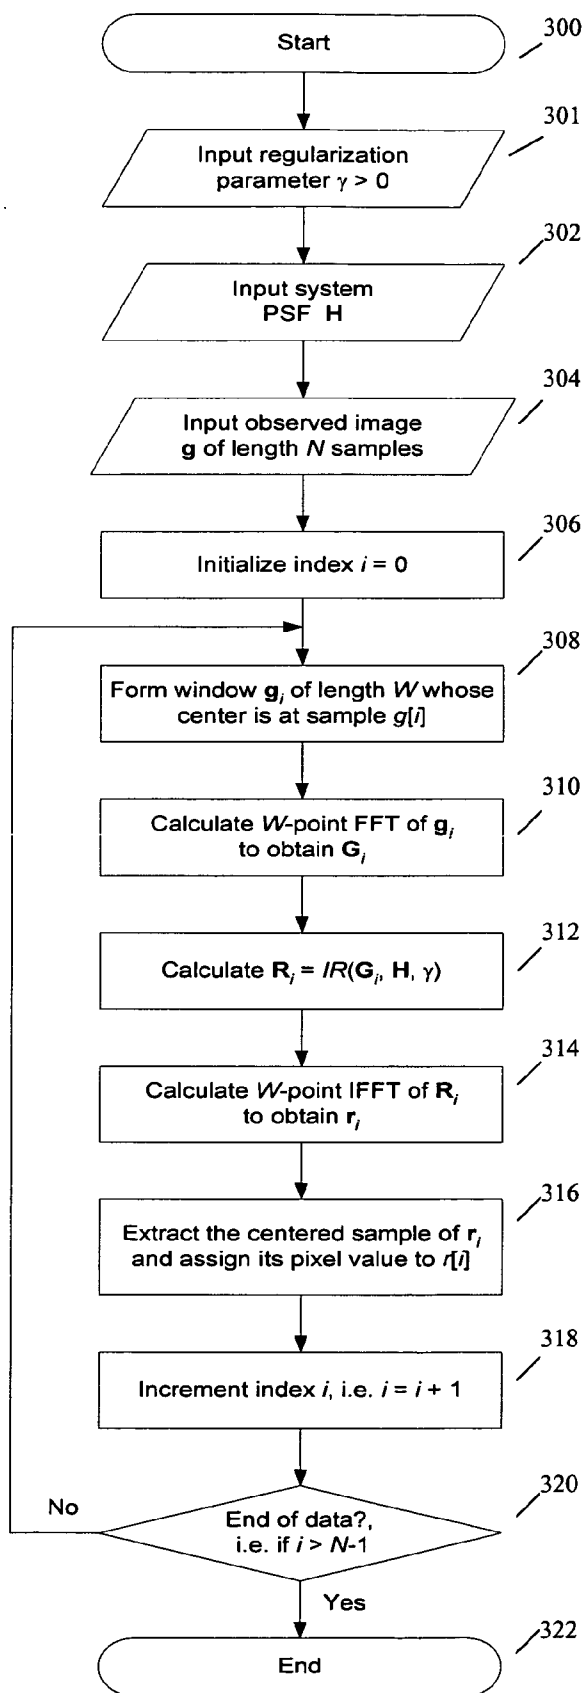 Start
300
301
Input regularization
parameter γ > 0
302
Input system
PSF H
304
Input observed image
g of length N samples
306
Initialize index i = 0
308
Form window gi of length W whose
center is at sample g[i]
310
Calculate W-point FFT of gi
to obtain Gi
312
Calculate Ri = IR(Gi, H, γ)
314
Calculate W-point IFFT of Ri
to obtain ri
316
Extract the centered sample of ri
and assign its pixel value to r[i]
318
Increment index i, i.e. i = i + 1
320
No
End of data?,
i.e. if i > N-1
Yes
322
End